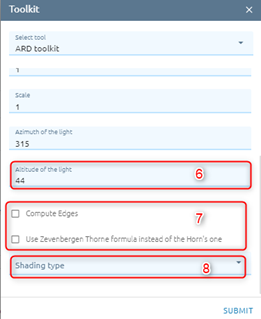 Toolkit
×
Select tool
ARD toolkit
1
Scale
1
Azimuth of the light
315
Altitude of the light
44
6
Compute Edges
7
Use Zevenbergen Thorne formula instead of the Horn's one
Shading type
8
SUBMIT